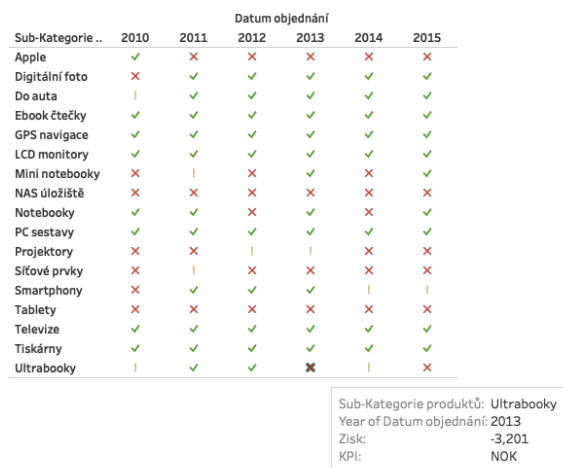 Datum objednání
Sub-Kategorie .. 2010 2011 2012 2013 2014 2015
Apple ✓ ✕ ✕ ✕ ✕ ✕
Digitální foto ✕ ✓ ✓ ✓ ✓ ✓
Do auta ! ✓ ✓ ✓ ✓ ✓
Ebook čtečky ✓ ✓ ✓ ✓ ✓ ✓
GPS navigace ✓ ✓ ✓ ✓ ✓ ✓
LCD monitory ✓ ✓ ✓ ✓ ✓ ✓
Mini notebooky ✕ ! ✕ ✓ ✕ ✓
NAS úložiště ✕ ✕ ✕ ✕ ✕ ✕
Notebooky ✓ ✓ ✕ ✓ ✕ ✓
PC sestavy ✓ ✓ ✓ ✓ ✓ ✓
Projektory ✕ ✕ ! ! ✕ ✕
Síťové prvky ✕ ! ✕ ✕ ✕ ✕
Smartphony ✕ ✓ ✓ ✓ ! !
Tablety ✕ ✕ ✕ ✕ ✕ ✕
Televize ✓ ✓ ✓ ✓ ✓ ✓
Tiskárny ✓ ✓ ✓ ✓ ✓ ✓
Ultrabooky ! ✓ ✓ ✖ ! ✕
Sub-Kategorie produktů: Ultrabooky
Year of Datum objednání: 2013
Zisk: -3,201
KPI: NOK